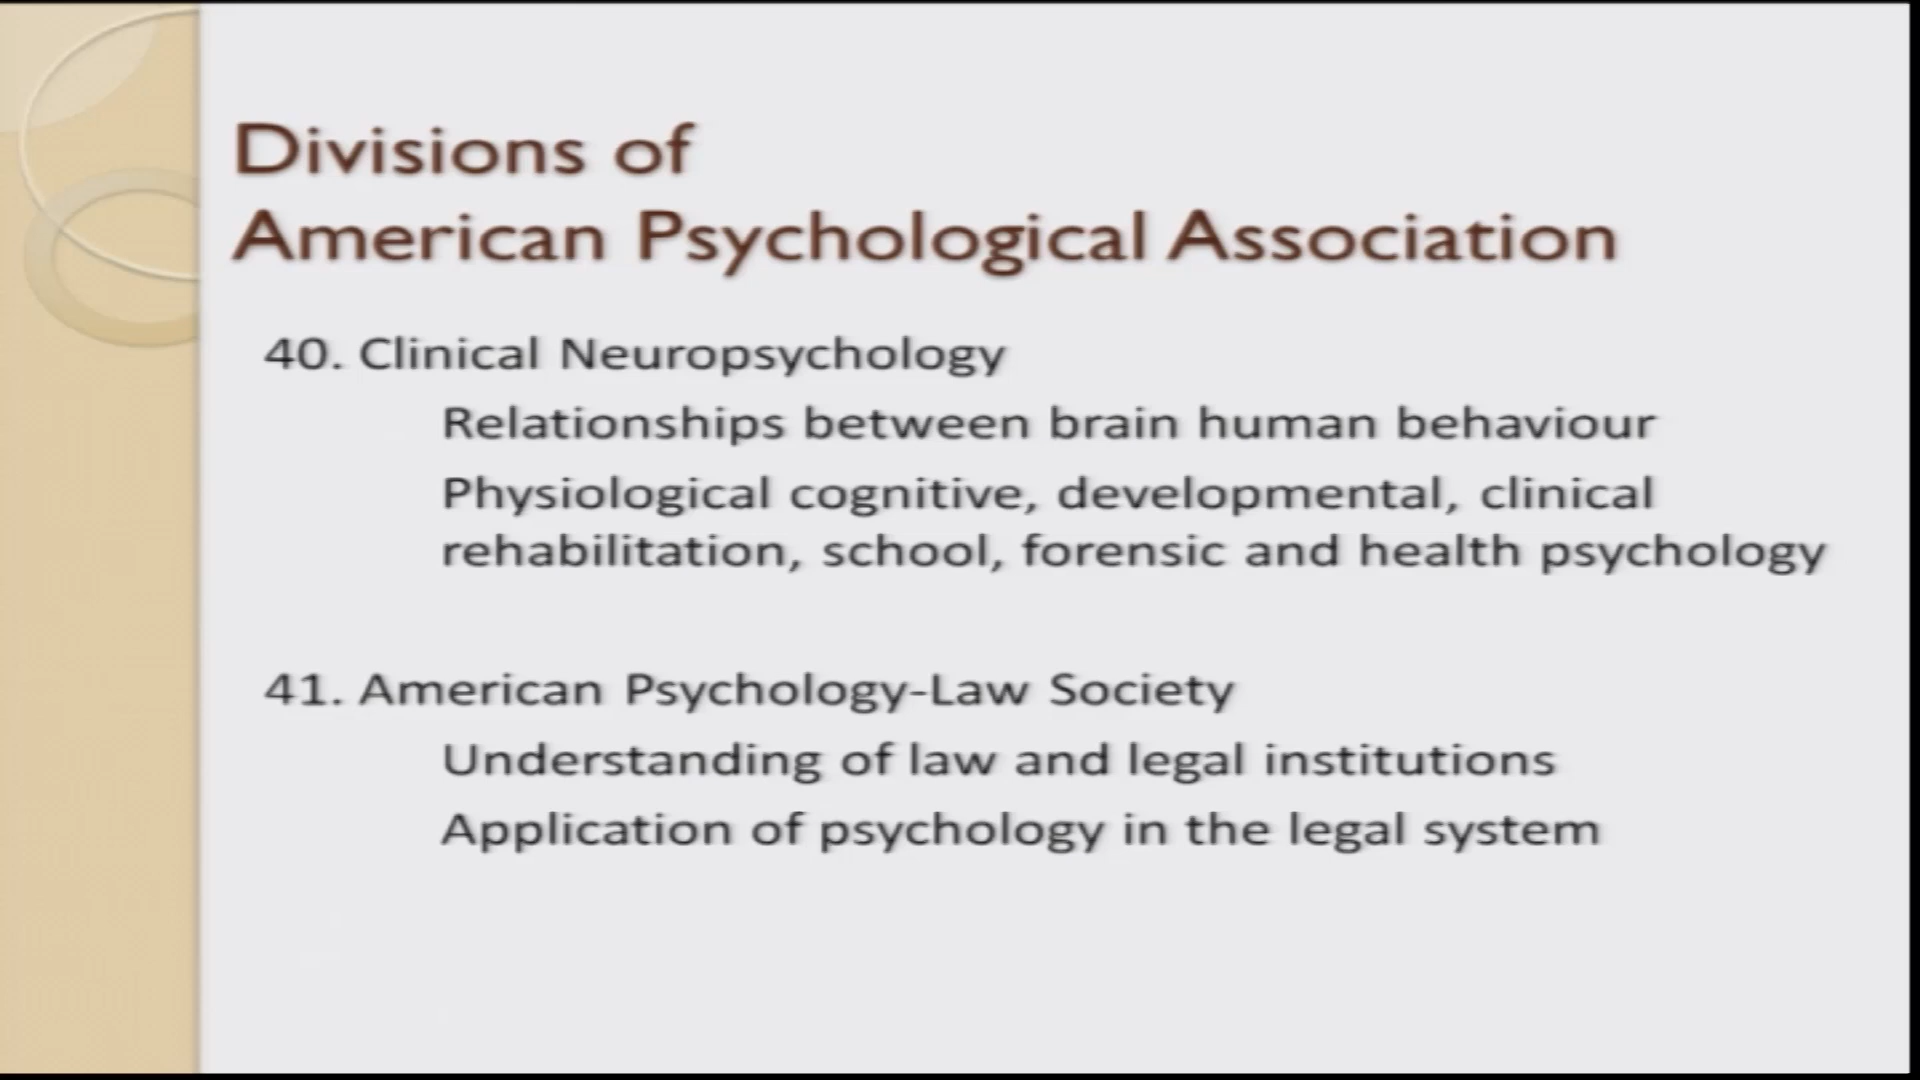 Divisions of
American Psychological Association
40. Clinical Neuropsychology
Relationships between brain human behaviour
Physiological cognitive, developmental, clinical
rehabilitation, school, forensic and health psychology
41. American Psychology-Law Society
Understanding of law and legal institutions
Application of psychology in the legal system